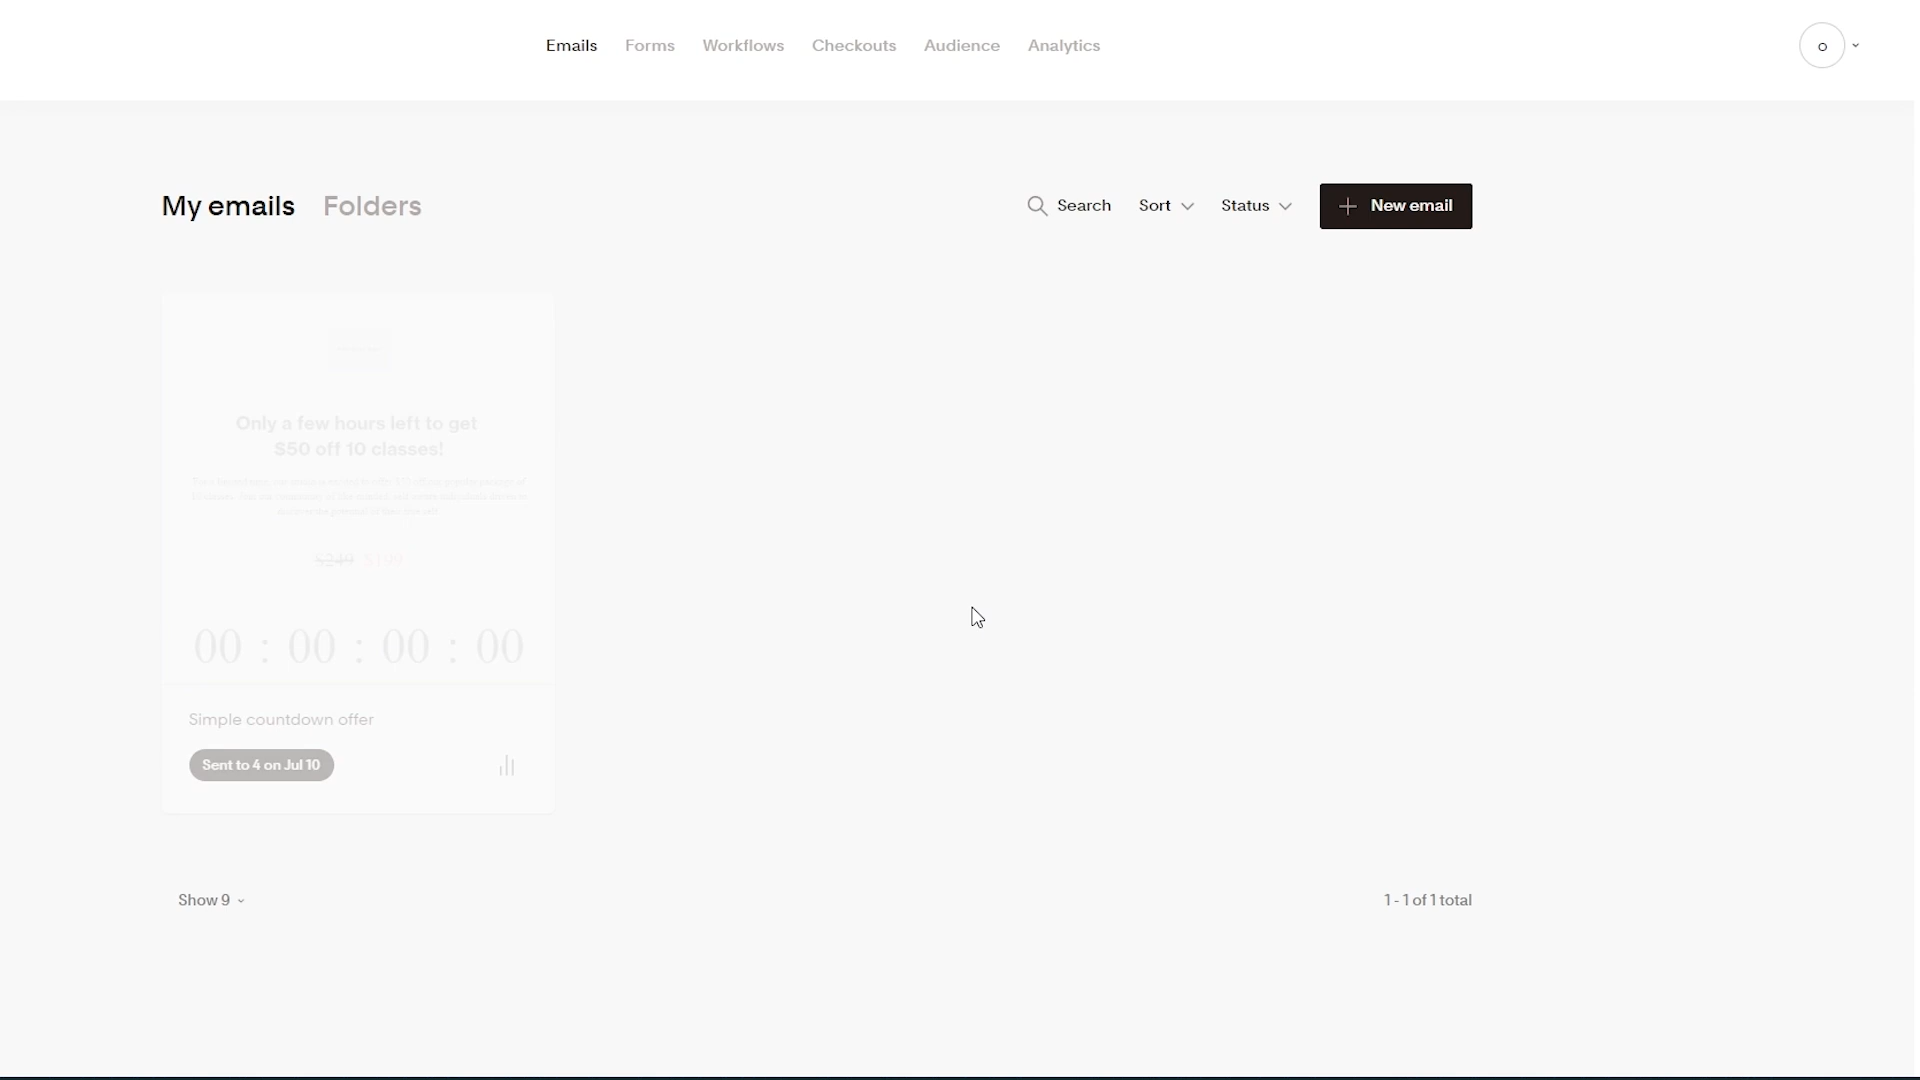 Emails Forms Workflows Checkouts Audience Analytics
o
My emails Folders
Search Sort Status New email
Only a few hours left to get
$50 off 10 classes!
$249 $199
00 : 00 : 00 : 00
Simple countdown offer
Sent to 4 on Jul 10
Show 9
1 - 1 of 1 total